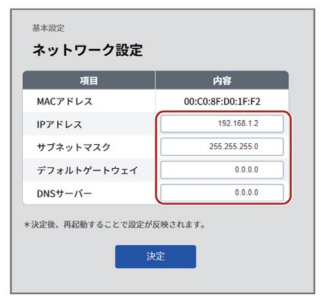 基本設定
ネットワーク設定
項目 内容
MACアドレス 00:C0:8F:D0:1F:F2
IPアドレス 192.168.1.2
サブネットマスク 255.255.255.0
デフォルトゲートウェイ 0.0.0.0
DNSサーバー 0.0.0.0
*決定後、再起動することで設定が反映されます。
決定